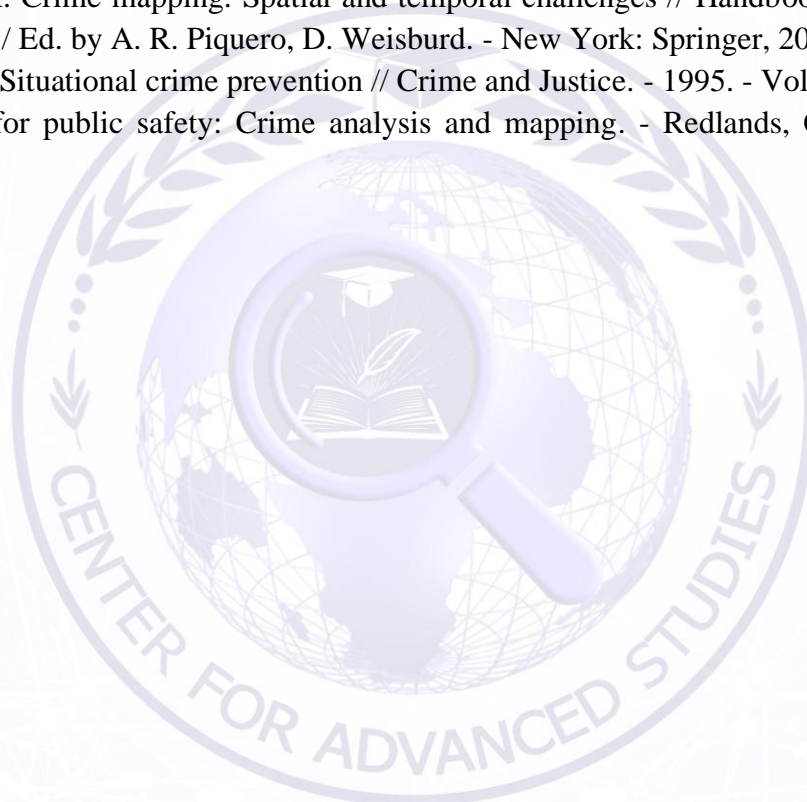 . Crime mapping: Spatial and temporal challenges // Handboo
/ Ed. by A. R. Piquero, D. Weisburd. - New York: Springer, 20
Situational crime prevention // Crime and Justice. - 1995. - Vol
for public safety: Crime analysis and mapping. - Redlands,
CENTER FOR ADVANCED STUDIES